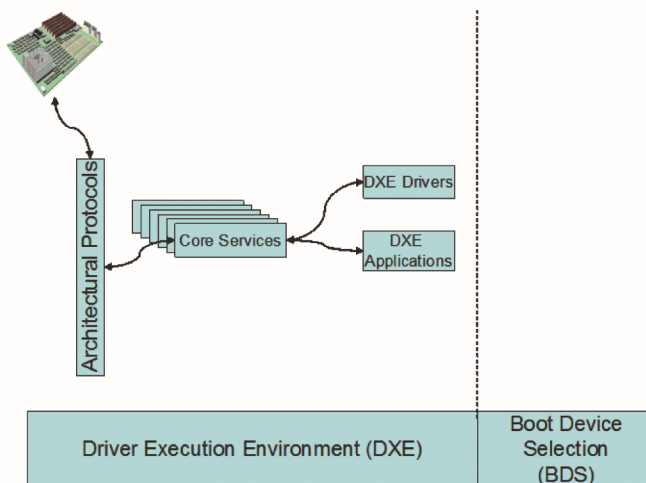 Architectural Protocols
Core Services
DXE Drivers
DXE
Applications
Driver Execution Environment (DXE)
Boot Device
Selection
(BDS)